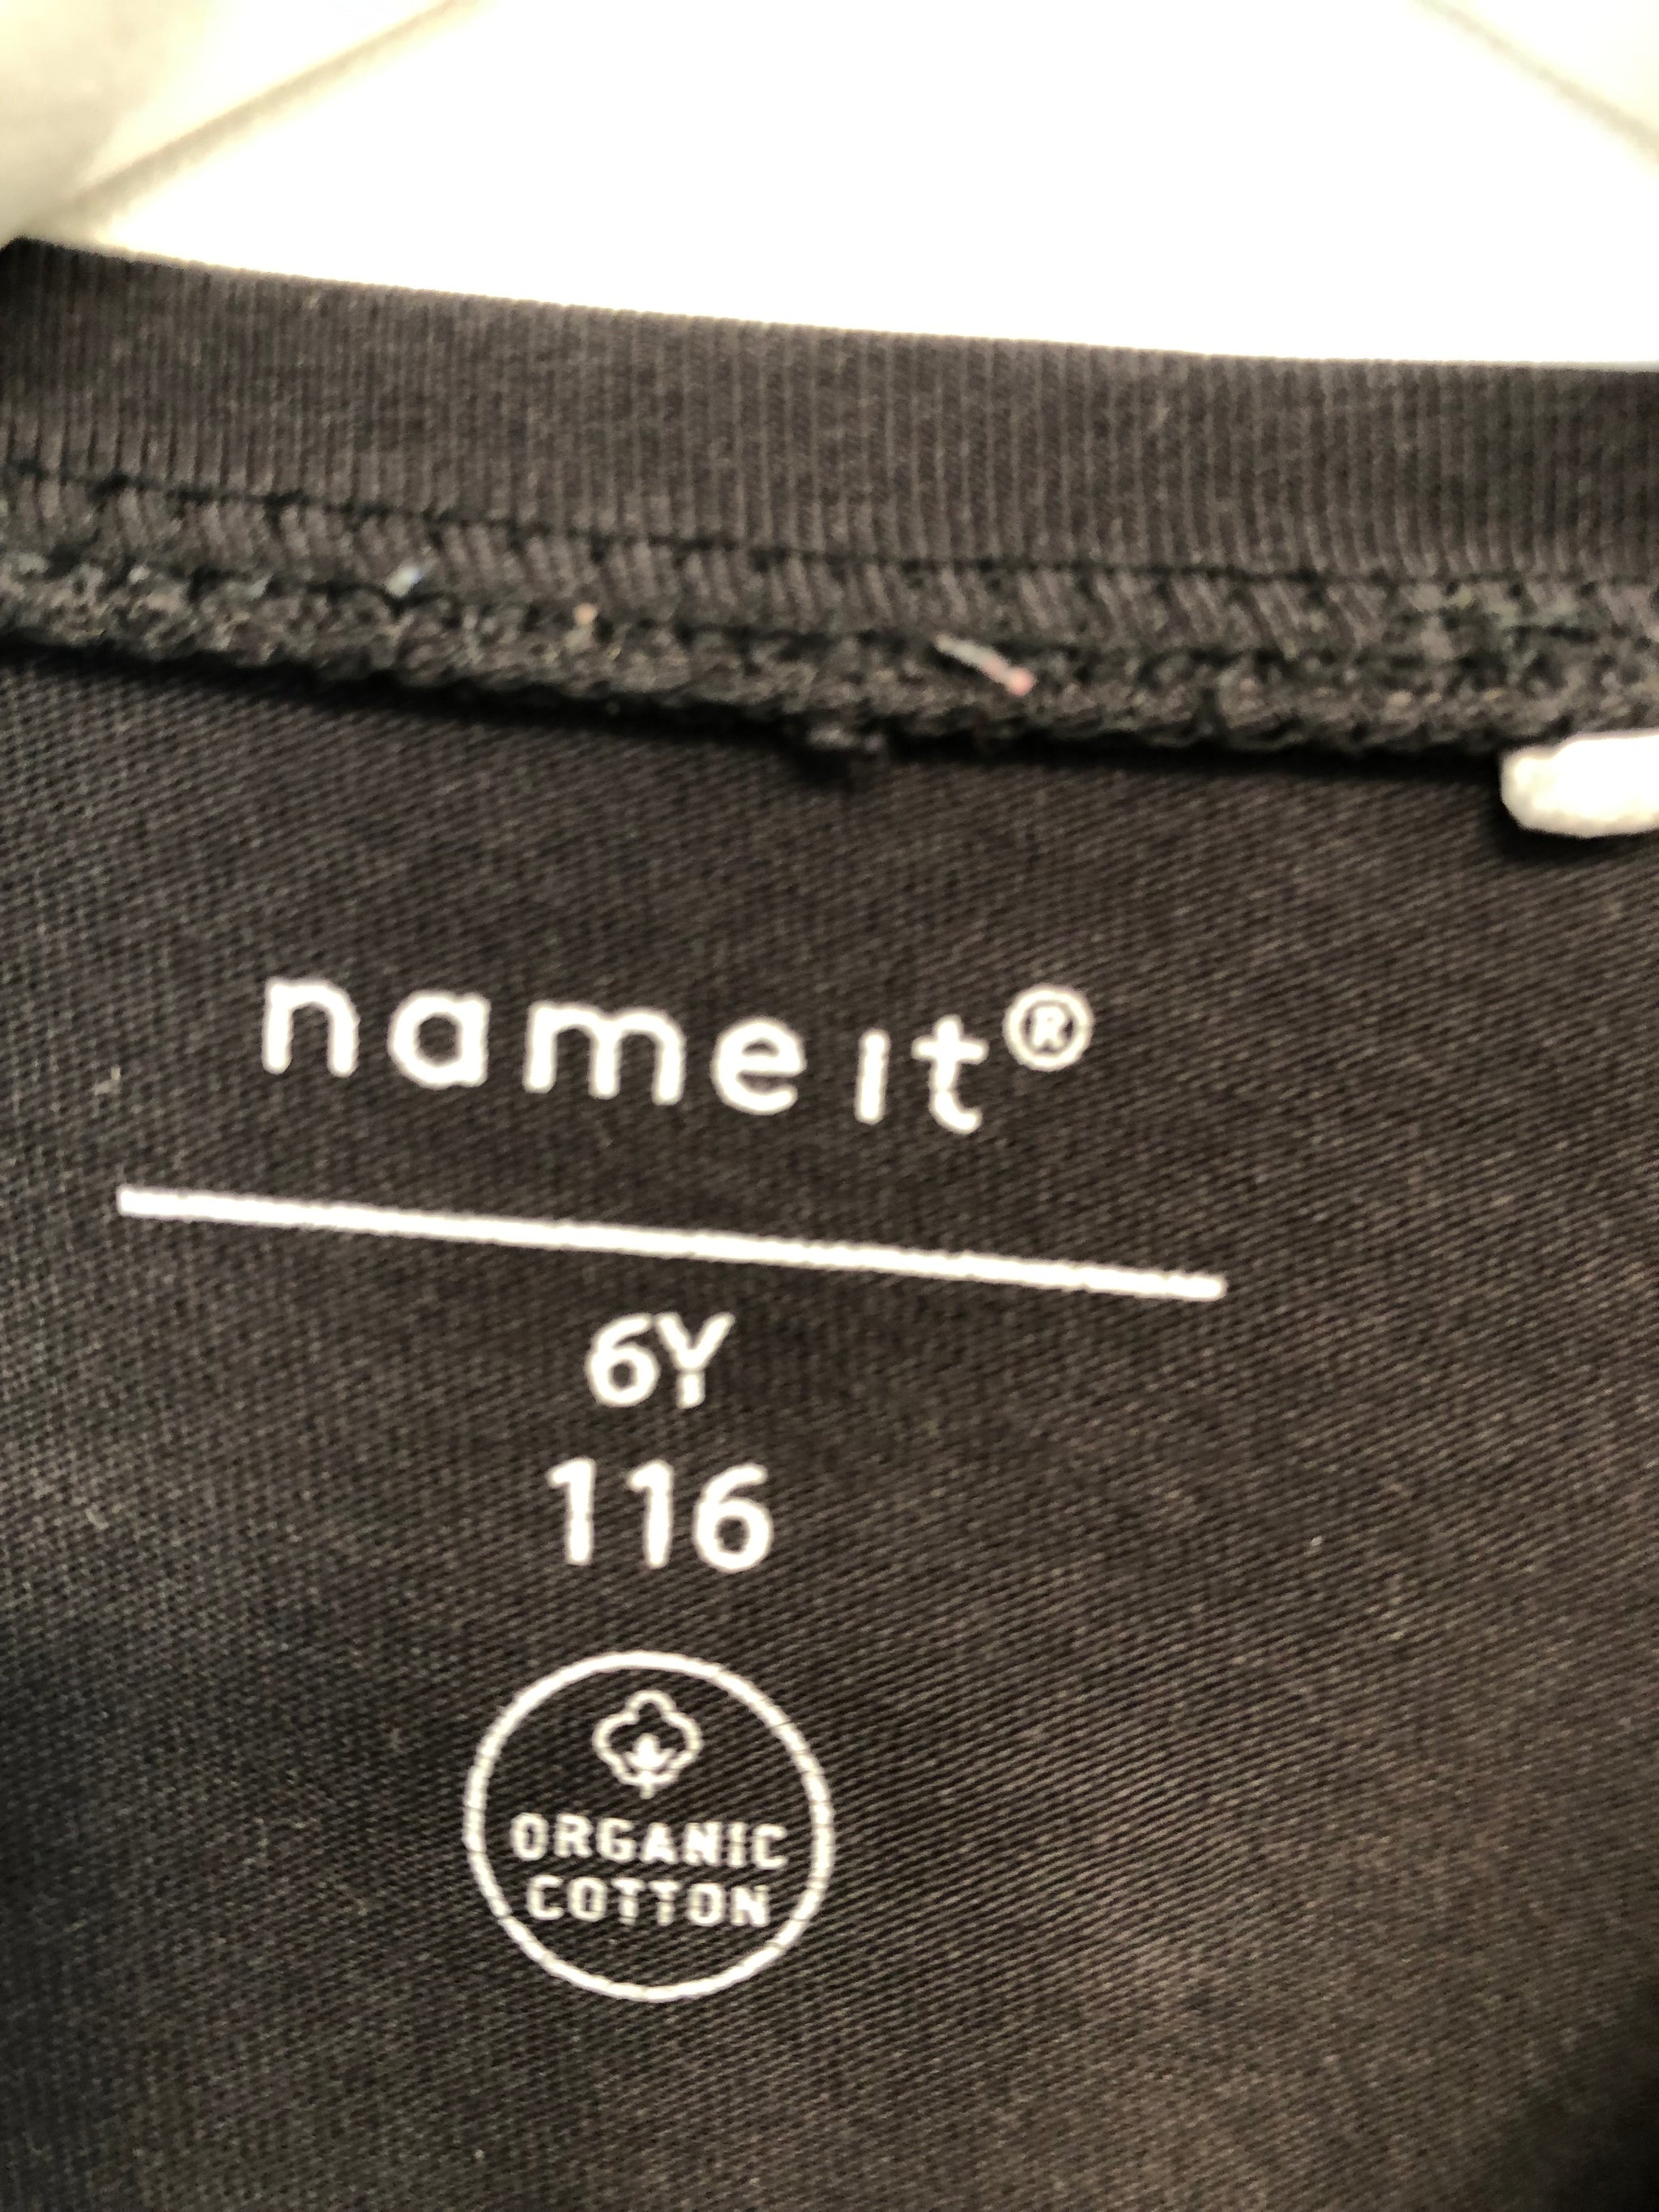 name it®
6Y
116
ORGANIC
COTTON